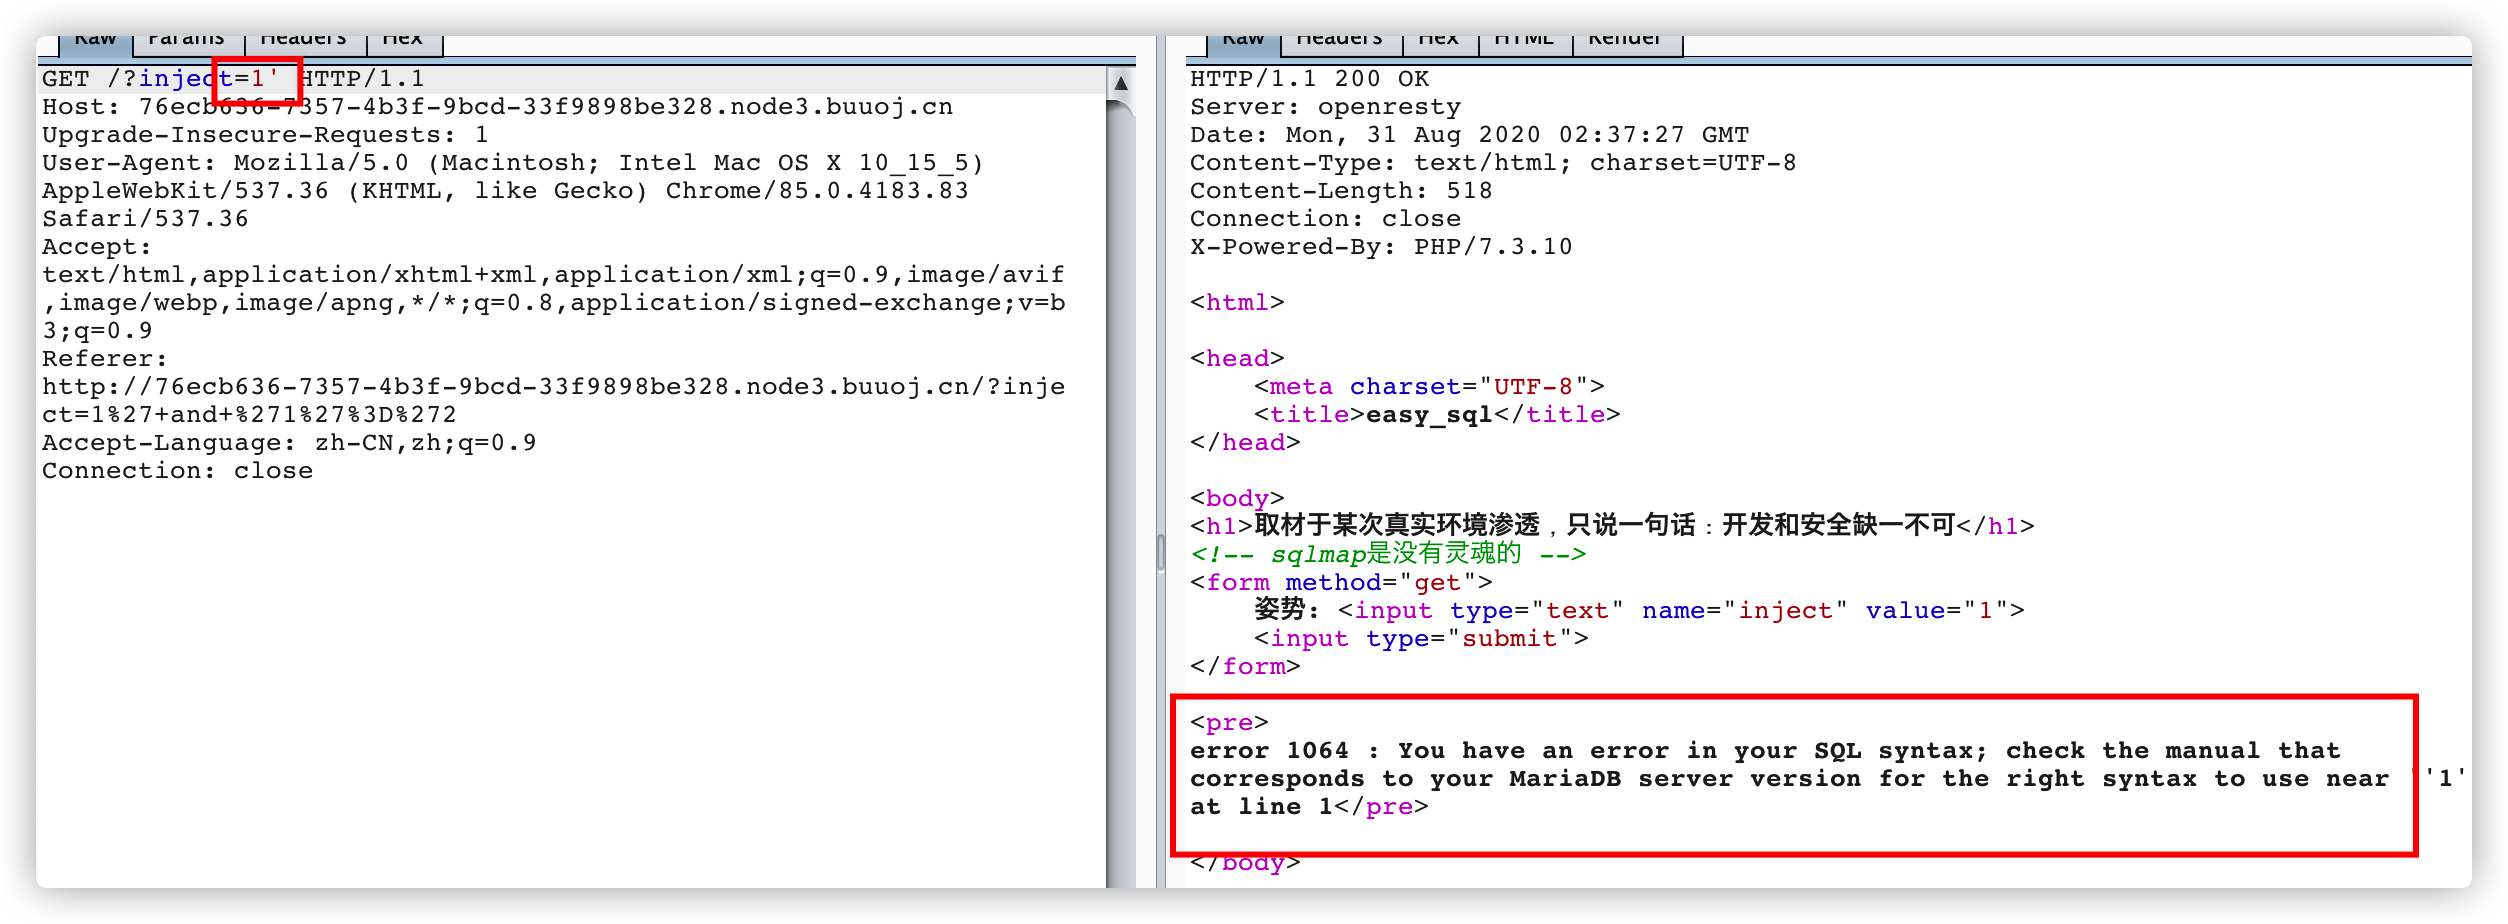 Raw Params Headers Hex
GET /?inject=1' HTTP/1.1
Host: 76ecb636-7357-4b3f-9bcd-33f9898be328.node3.buuoj.cn
Upgrade-Insecure-Requests: 1
User-Agent: Mozilla/5.0 (Macintosh; Intel Mac OS X 10_15_5)
AppleWebKit/537.36 (KHTML, like Gecko) Chrome/85.0.4183.83
Safari/537.36
Accept:
text/html,application/xhtml+xml,application/xml;q=0.9,image/avif
,image/webp,image/apng,*/*;q=0.8,application/signed-exchange;v=b
3;q=0.9
Referer:
http://76ecb636-7357-4b3f-9bcd-33f9898be328.node3.buuoj.cn/?inje
ct=1%27+and+%271%27%3D%272
Accept-Language: zh-CN,zh;q=0.9
Connection: close
Raw Headers Hex HTML Render
HTTP/1.1 200 OK
Server: openresty
Date: Mon, 31 Aug 2020 02:37:27 GMT
Content-Type: text/html; charset=UTF-8
Content-Length: 518
Connection: close
X-Powered-By: PHP/7.3.10
<html>
<head>
<meta charset="UTF-8">
<title>easy_sql</title>
</head>
<body>
<h1>取材于某次真实环境渗透，只说一句话：开发和安全缺一不可</h1>
<!-- sqlmap是没有灵魂的 -->
<form method="get">
姿势: <input type="text" name="inject" value="1">
<input type="submit">
</form>
<pre>
error 1064 : You have an error in your SQL syntax; check the manual that
corresponds to your MariaDB server version for the right syntax to use near ''1'
at line 1</pre>
</body>